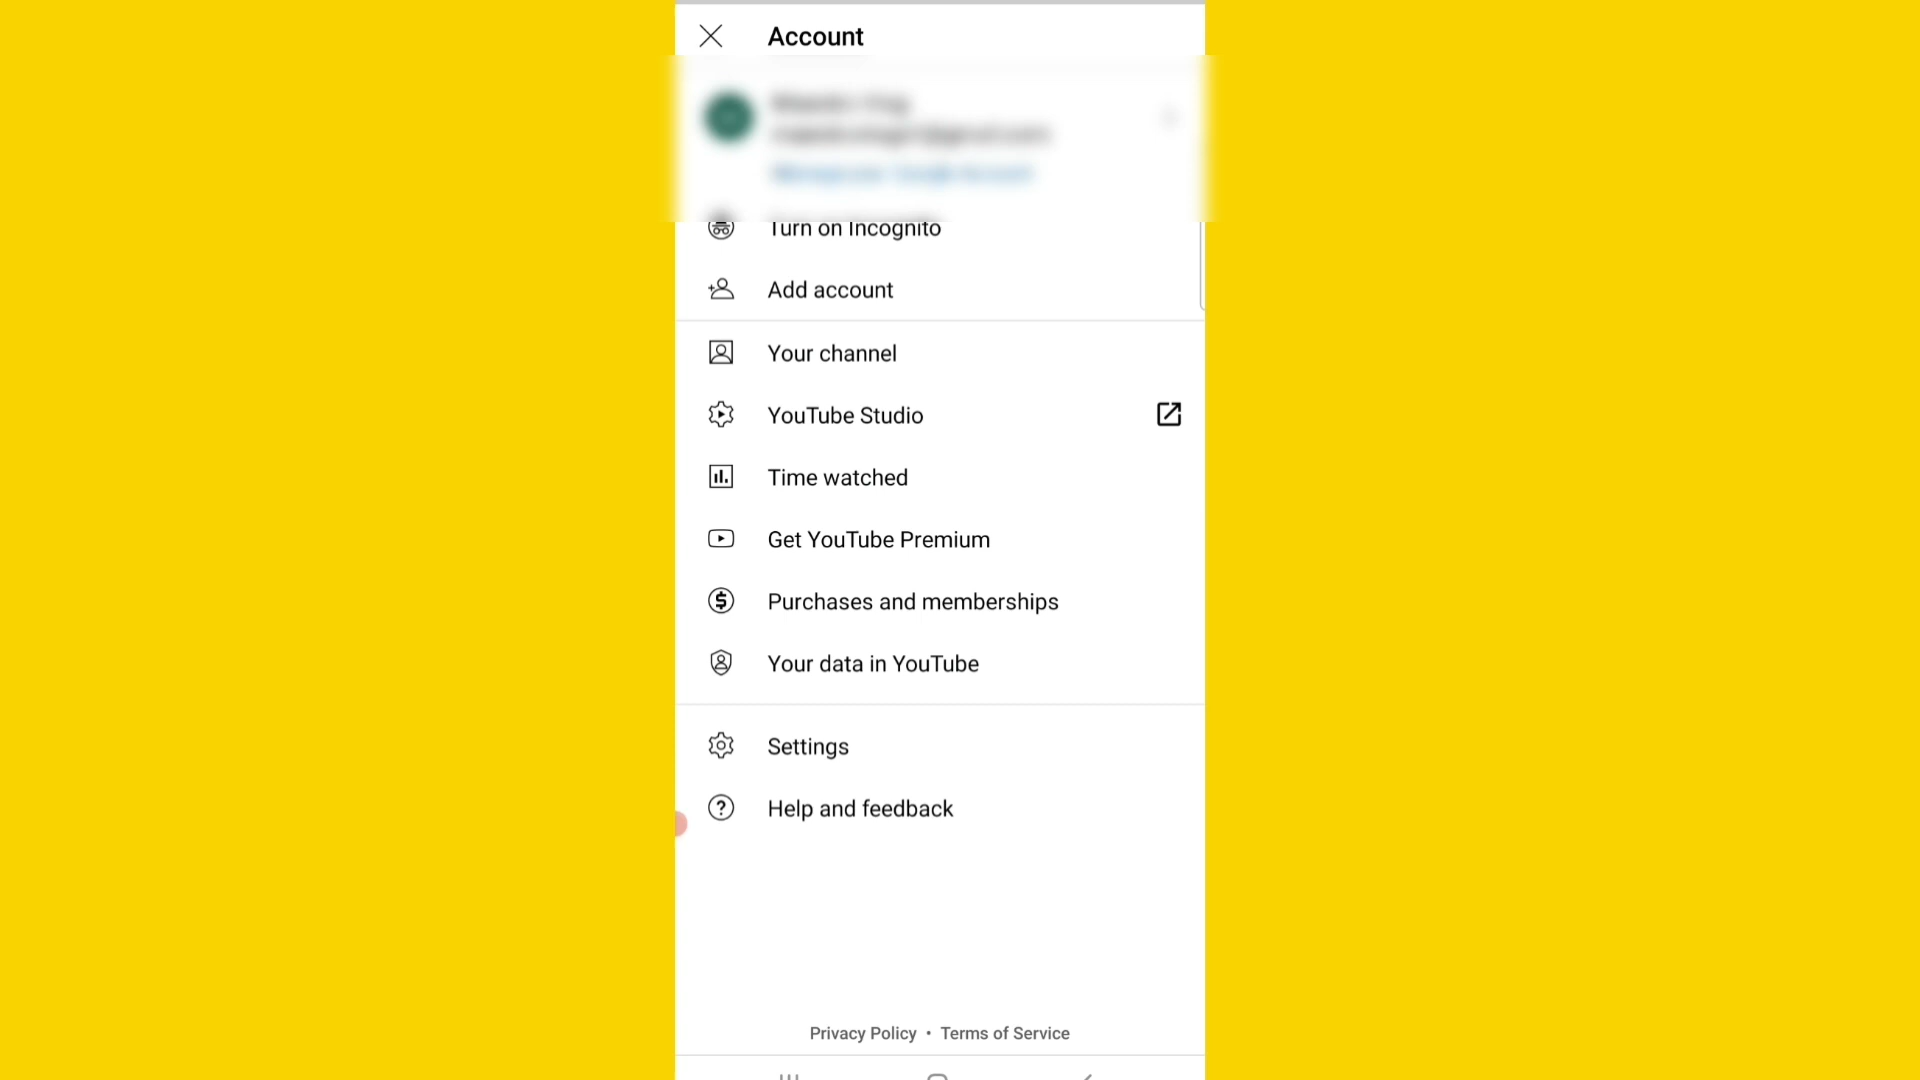 Account
Turn on Incognito
Add account
Your channel
YouTube Studio
Time watched
Get YouTube Premium
Purchases and memberships
Your data in YouTube
Settings
Help and feedback
Privacy Policy • Terms of Service